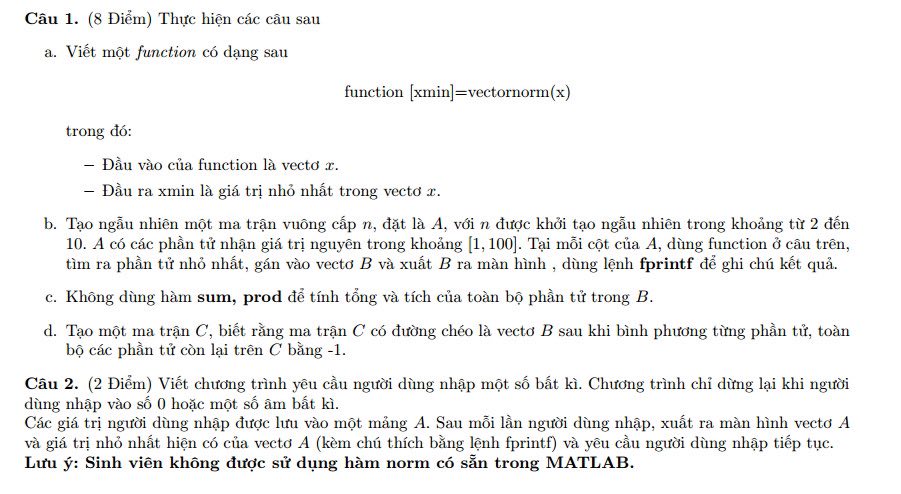 Câu 1. (8 Điểm) Thực hiện các câu sau
a. Viết một function có dạng sau
function [xmin]=vectornorm(x)
trong đó:
– Đầu vào của function là vectơ x.
– Đầu ra xmin là giá trị nhỏ nhất trong vectơ x.
b. Tạo ngẫu nhiên một ma trận vuông cấp n, đặt là A, với n được khởi tạo ngẫu nhiên trong khoảng từ 2 đến
10. A có các phần tử nhận giá trị nguyên trong khoảng [1, 100]. Tại mỗi cột của A, dùng function ở câu trên,
tìm ra phần tử nhỏ nhất, gán vào vectơ B và xuất B ra màn hình , dùng lệnh fprintf để ghi chú kết quả.
c. Không dùng hàm sum, prod để tính tổng và tích của toàn bộ phần tử trong B.
d. Tạo một ma trận C, biết rằng ma trận C có đường chéo là vectơ B sau khi bình phương từng phần tử, toàn
bộ các phần tử còn lại trên C bằng -1.
Câu 2. (2 Điểm) Viết chương trình yêu cầu người dùng nhập một số bất kì. Chương trình chỉ dừng lại khi người
dùng nhập vào số 0 hoặc một số âm bất kì.
Các giá trị người dùng nhập được lưu vào một mảng A. Sau mỗi lần người dùng nhập, xuất ra màn hình vectơ A
và giá trị nhỏ nhất hiện có của vectơ A (kèm chú thích bằng lệnh fprintf) và yêu cầu người dùng nhập tiếp tục.
Lưu ý: Sinh viên không được sử dụng hàm norm có sẵn trong MATLAB.